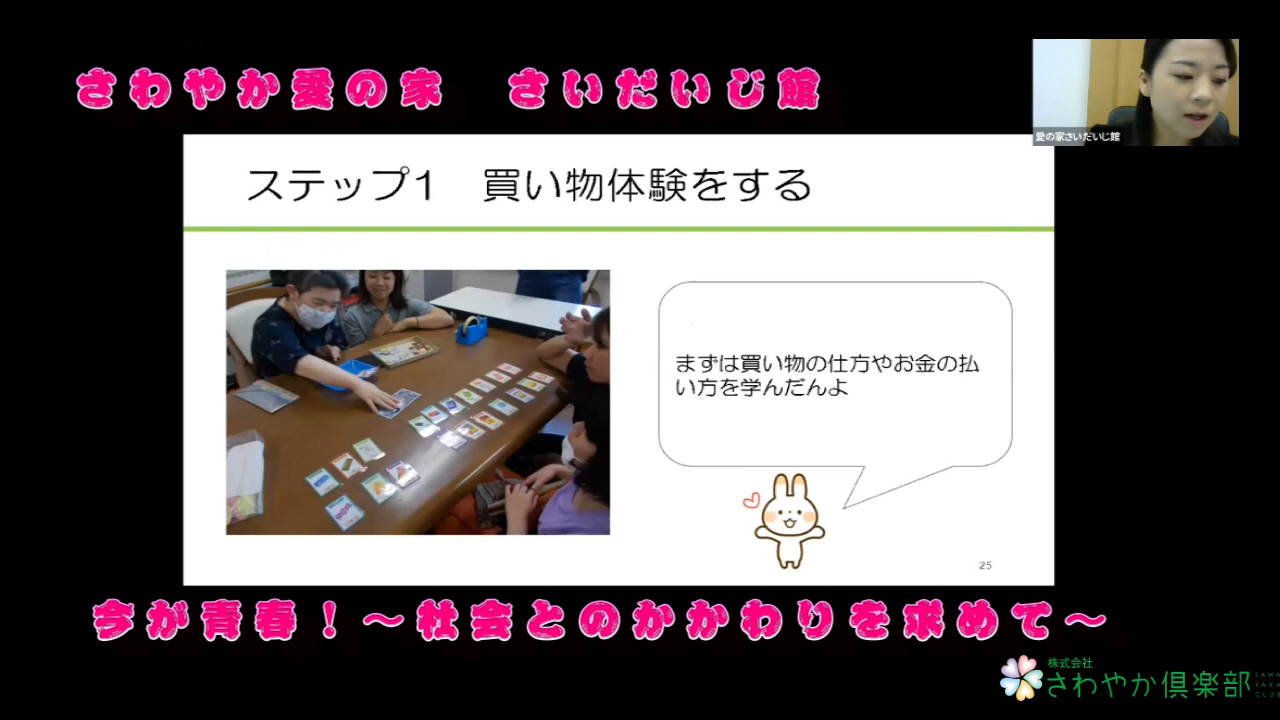 さわやか愛の家　さいだいじ館
愛の家さいだいじ館
ステップ1　買い物体験をする
まずは買い物の仕方やお金の払
い方を学んだんよ
25
今が青春！～社会とのかかわりを求めて～
株式会社
さわやか倶楽部
SAWA
YAKA
CLUB